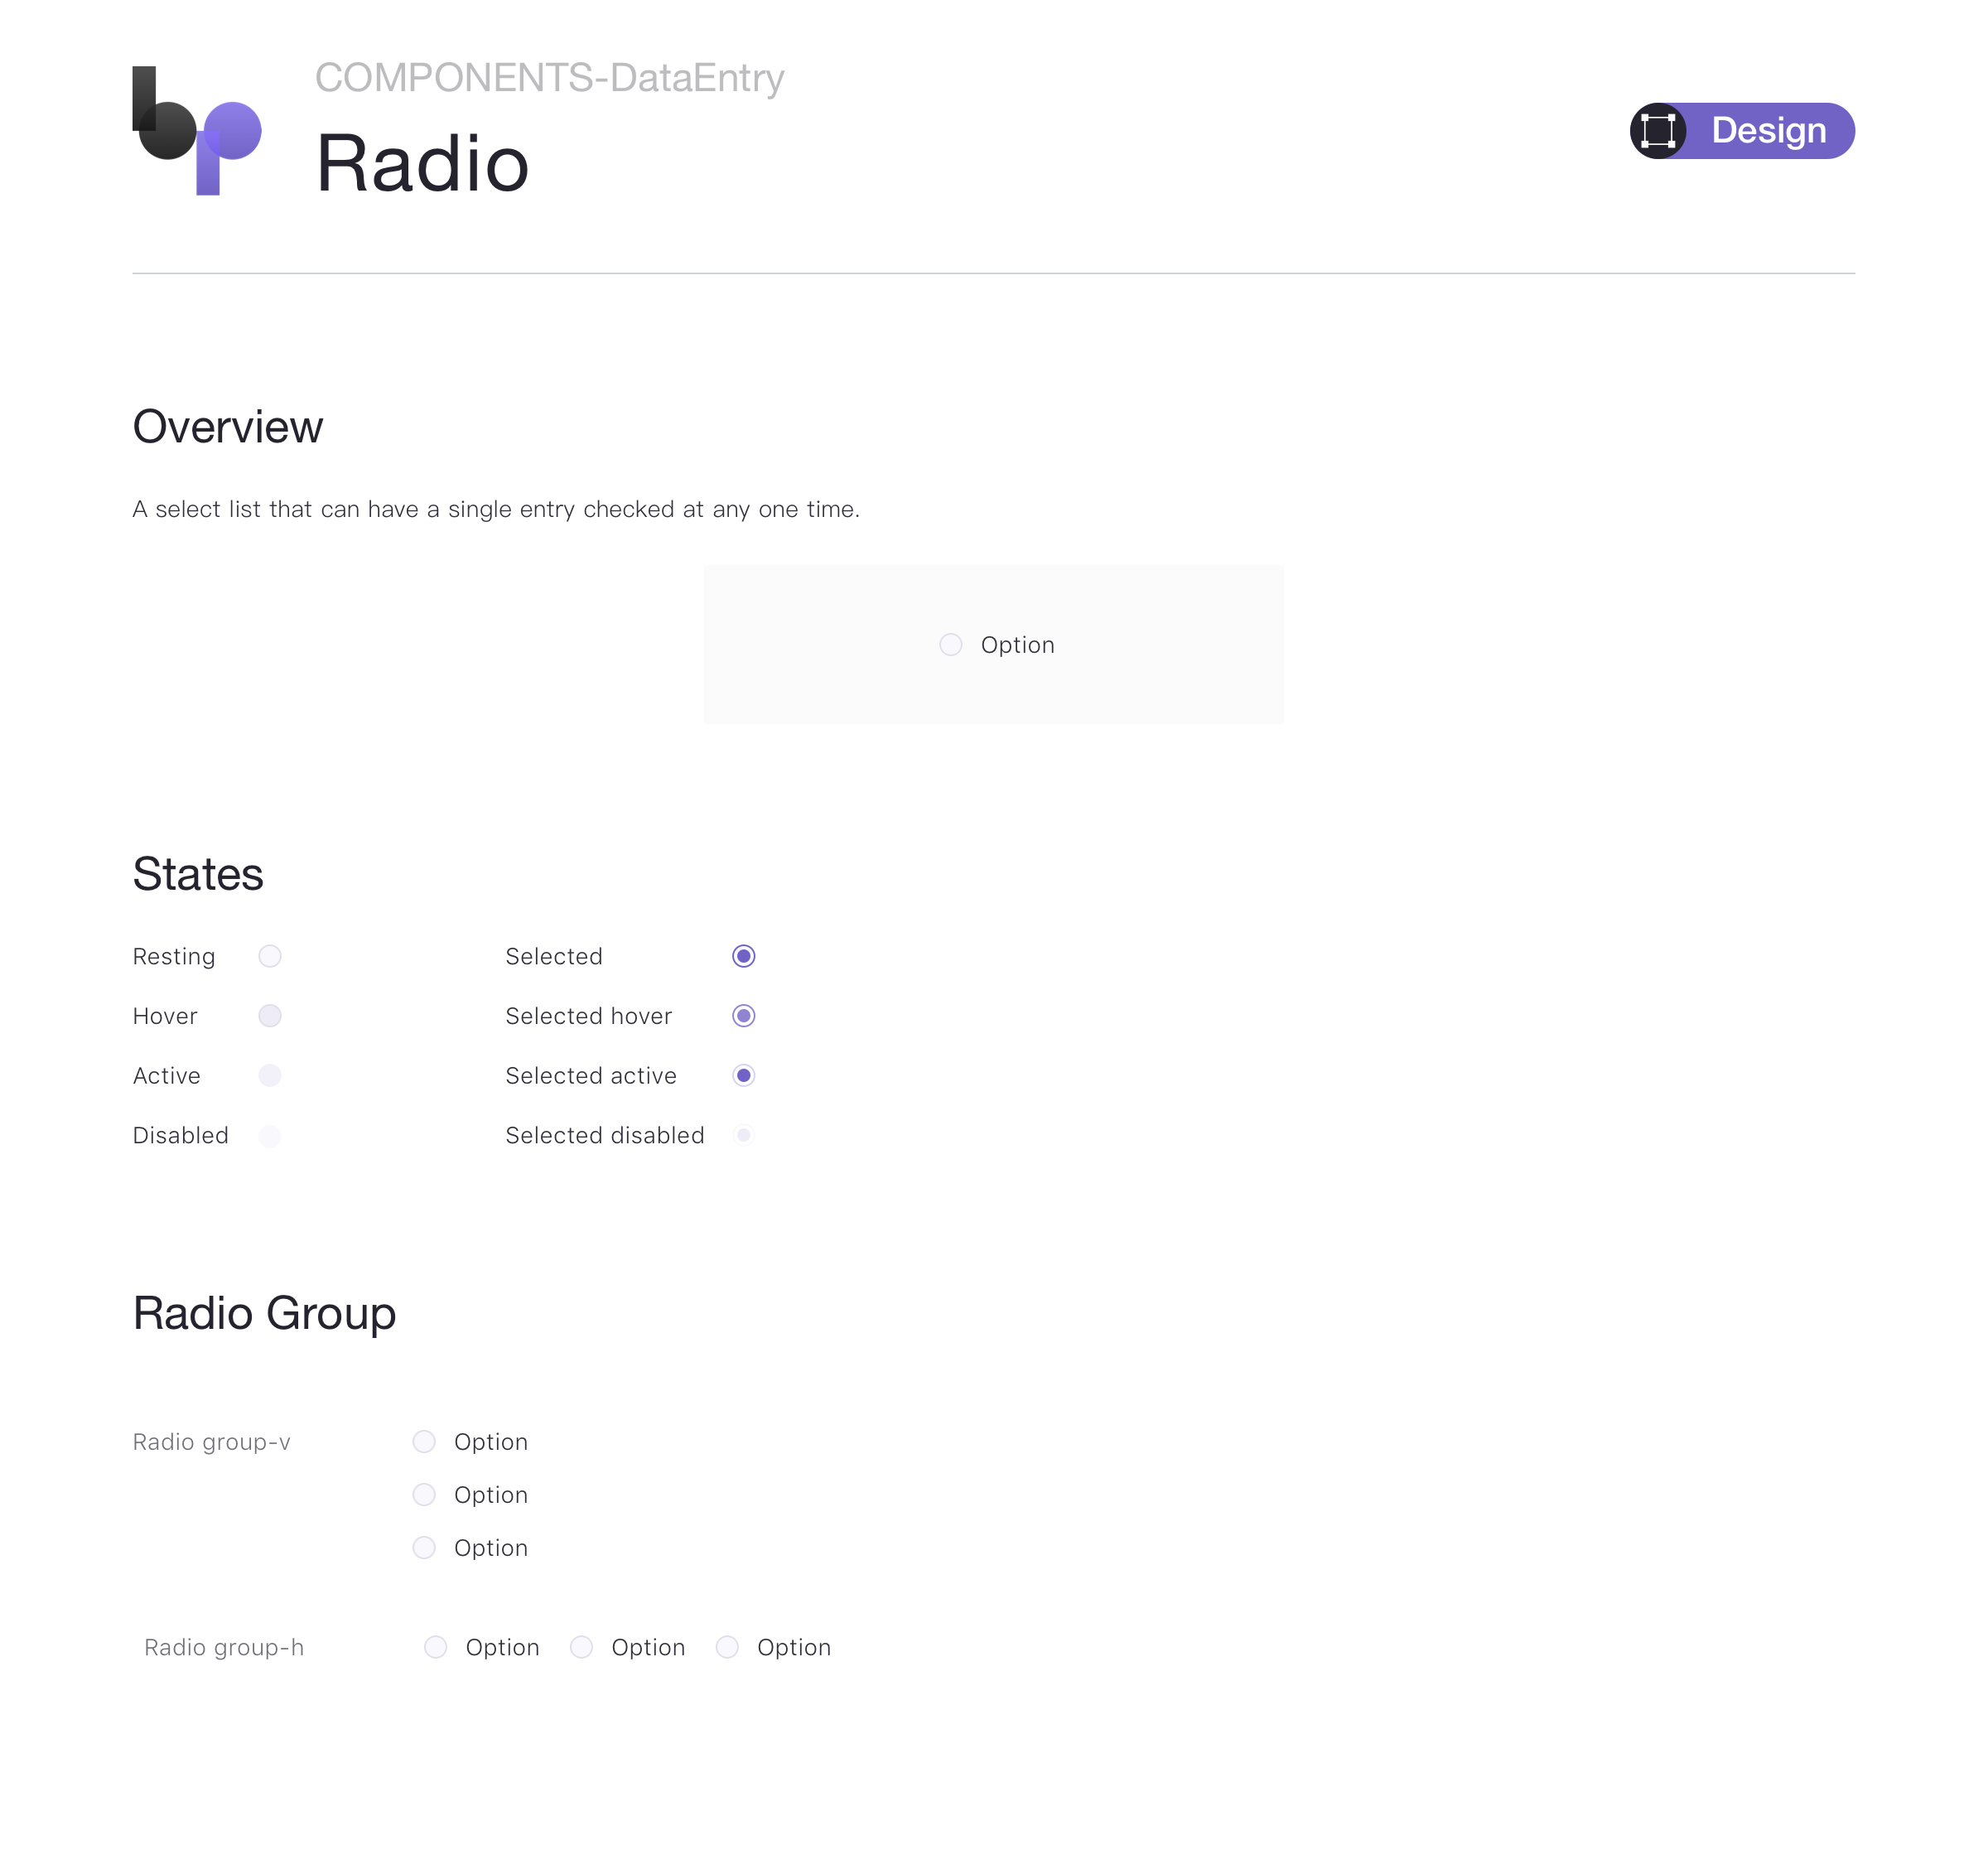 bp
COMPONENTS-DataEntry
Radio
Design
Overview
A select list that can have a single entry checked at any one time.
Option
States
Resting
Selected
Hover
Selected hover
Active
Selected active
Disabled
Selected disabled
Radio Group
Radio group-v
Option
Option
Option
Radio group-h
Option Option Option